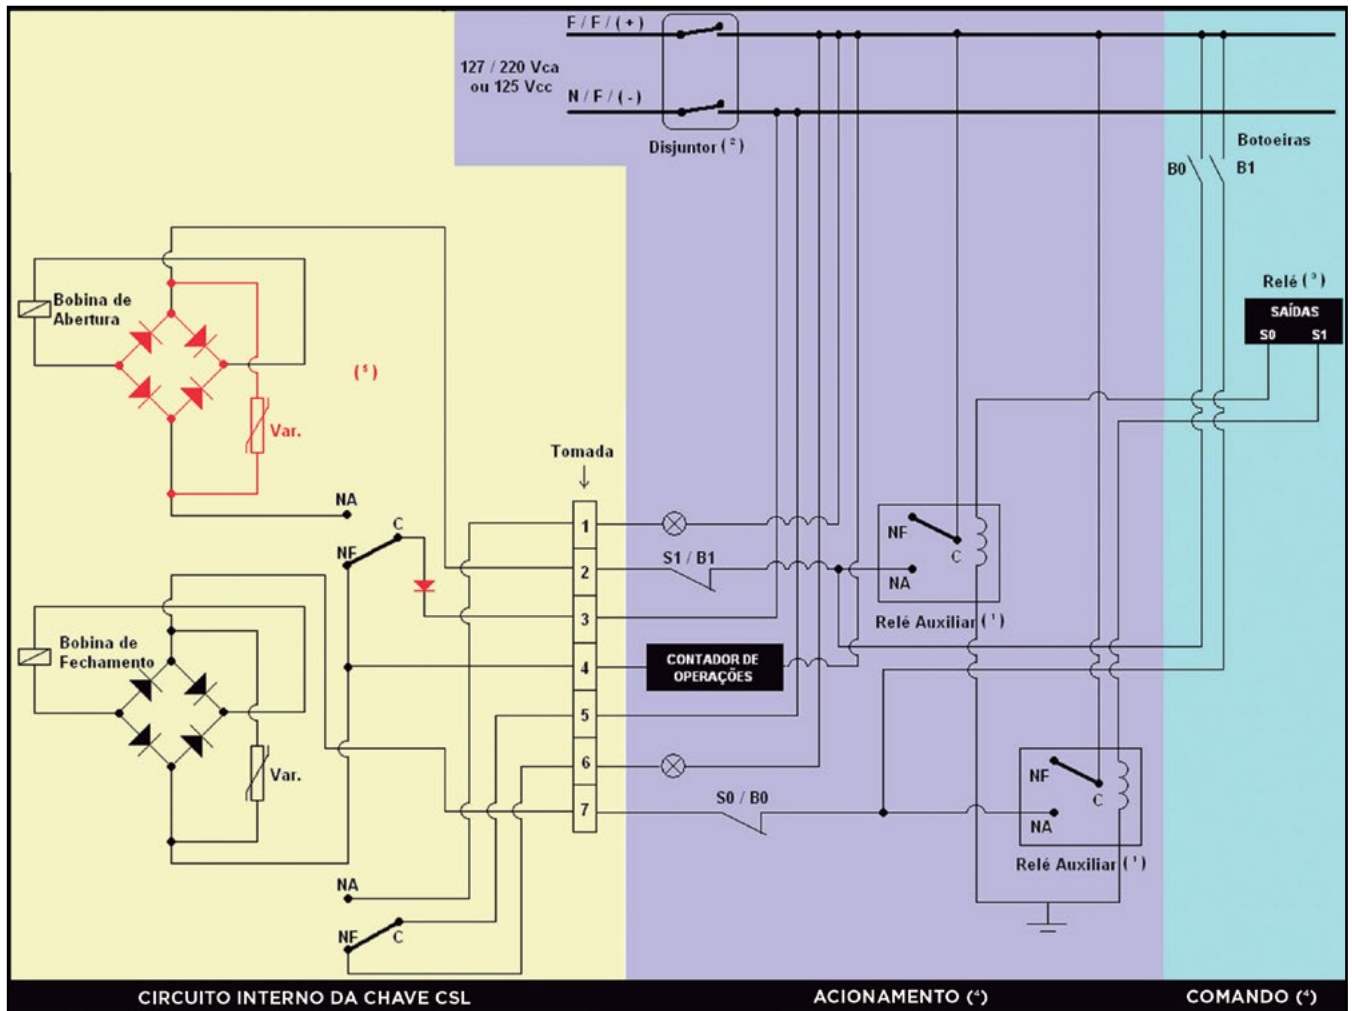 F / F / ( + )
127 / 220 Vca
ou 125 Vcc
N / F / ( - )
Disjuntor ( ² )
Botoeiras
B0
B1
Relé ( ³ )
SAÍDAS
S0 S1
Bobina de
Abertura
( ⁵ )
Var.
Tomada
NA
C
NF
1
2
3
4
5
6
7
S1 / B1
NF
C
NA
Relé Auxiliar ( ¹ )
Bobina de
Fechamento
CONTADOR DE
OPERAÇÕES
Var.
S0 / B0
NF
C
NA
Relé Auxiliar ( ¹ )
NA
NF
C
CIRCUITO INTERNO DA CHAVE CSL
ACIONAMENTO (⁴)
COMANDO (⁴)